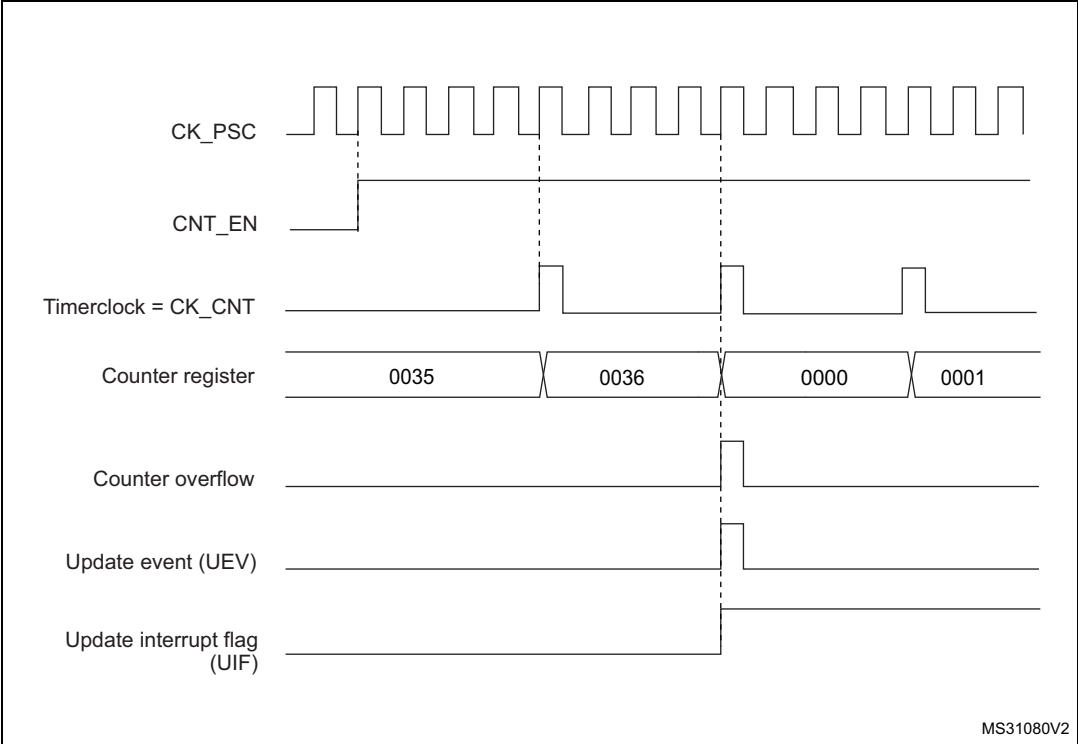 CK_PSC
CNT_EN
Timerclock = CK_CNT
Counter register 0035 0036 0000 0001
Counter overflow
Update event (UEV)
Update interrupt flag
(UIF)
MS31080V2